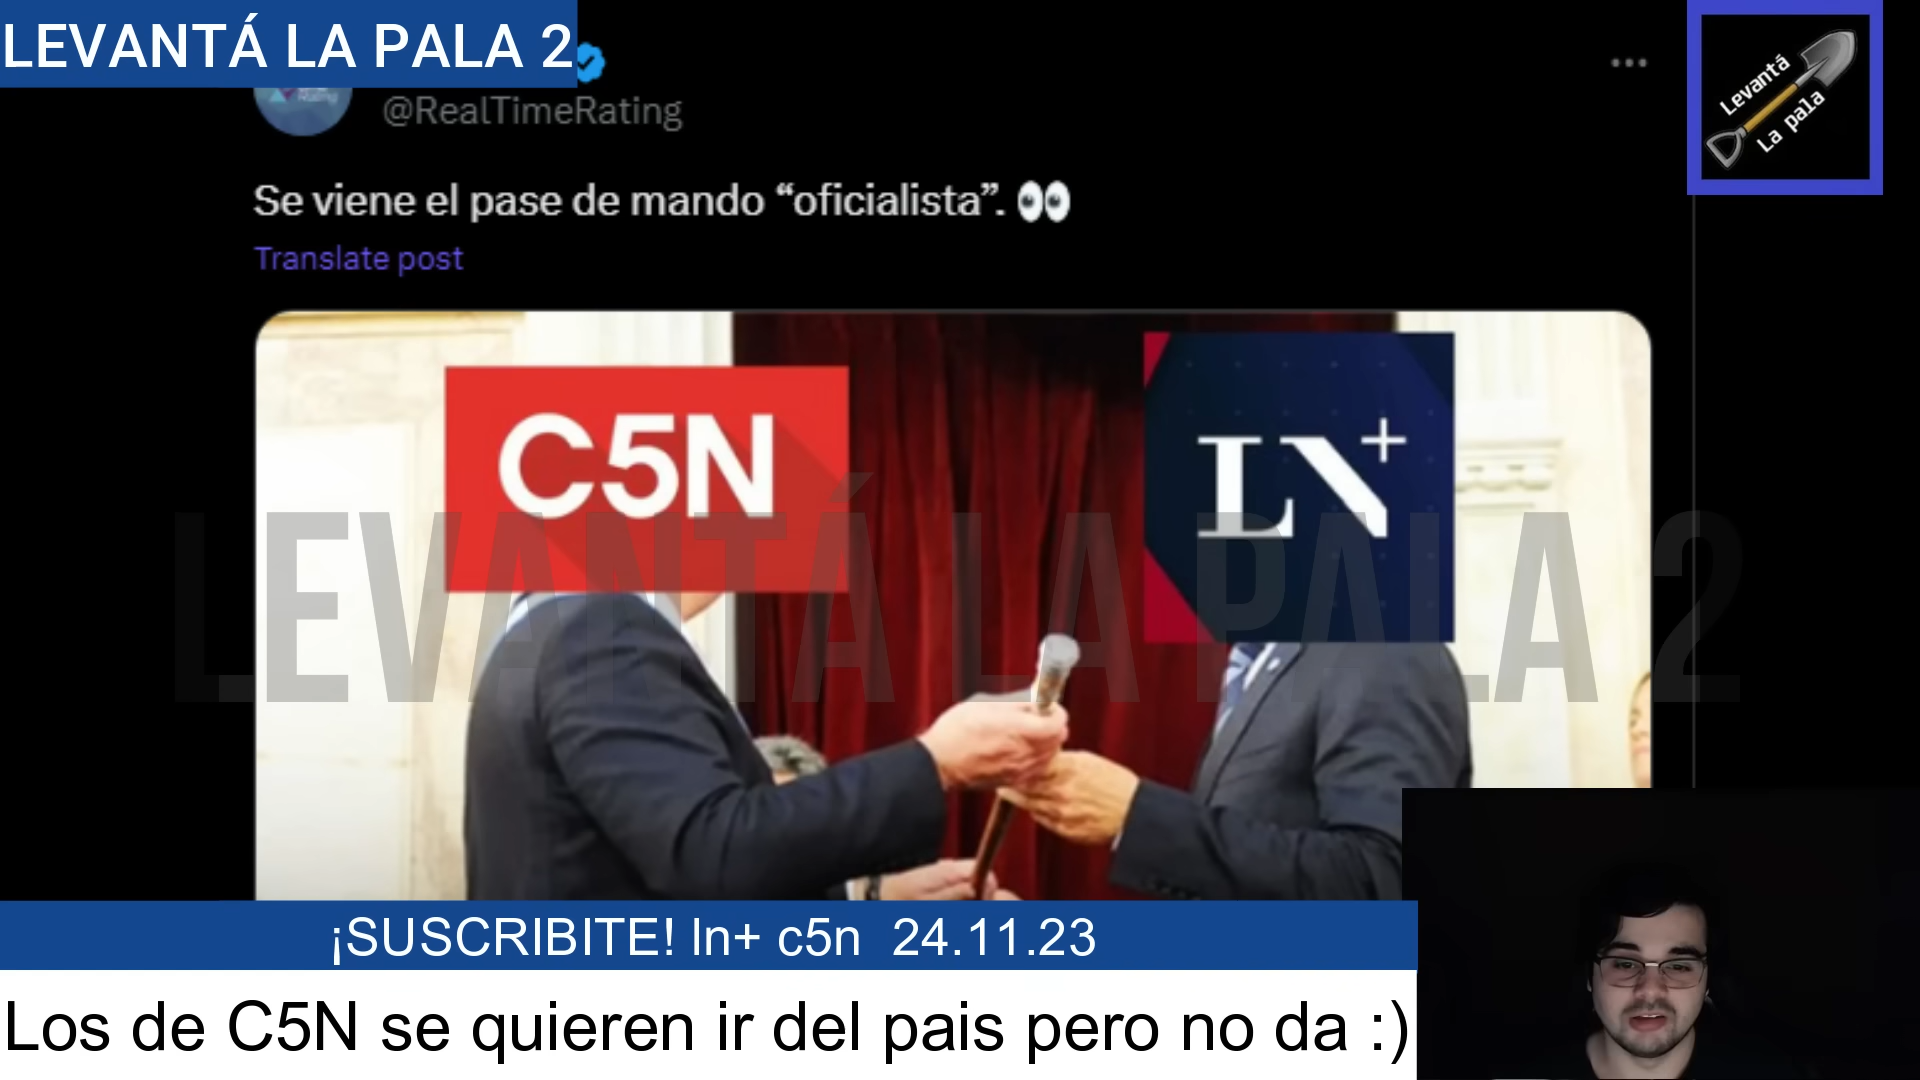 LEVANTÁ LA PALA 2
@RealTimeRating
Levantá
La pala
Se viene el pase de mando “oficialista”. 👀
Translate post
C5N
LN+
LEVANTÁ LA PALA 2
¡SUSCRIBITE! ln+ c5n 24.11.23
Los de C5N se quieren ir del pais pero no da :)